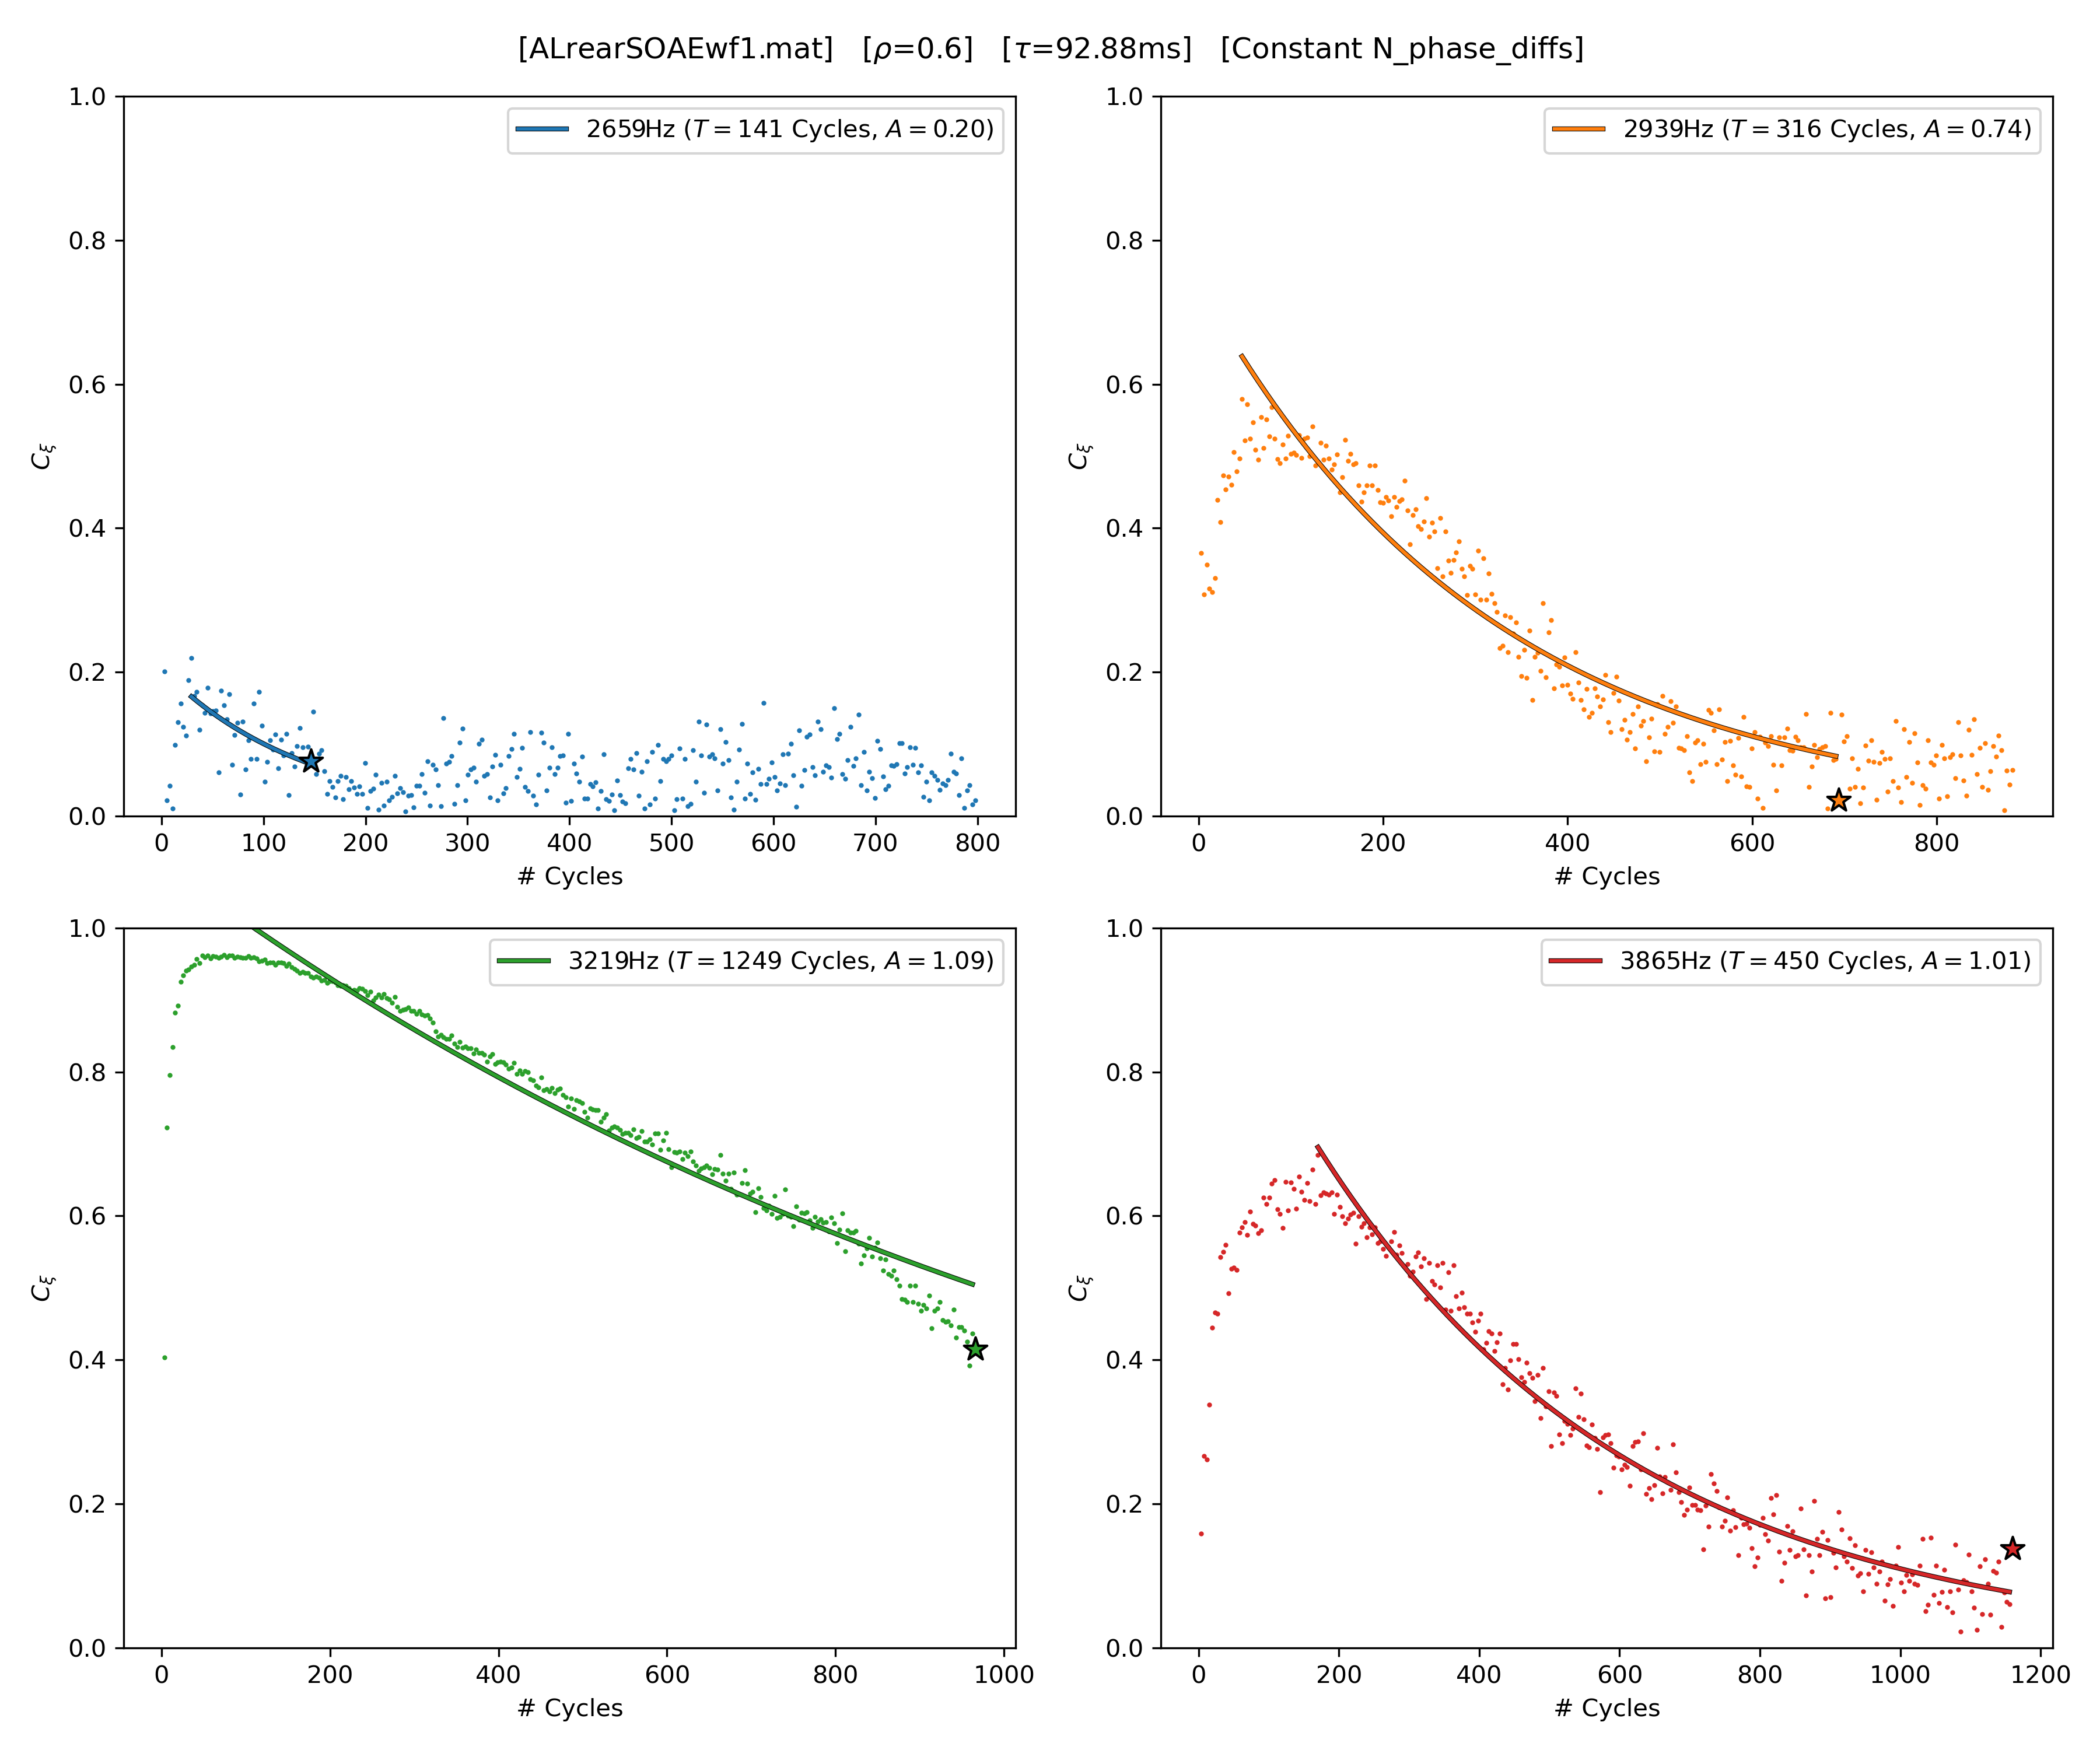 [ALrearSOAEwf1.mat] [ρ=0.6] [τ=92.88ms] [Constant N_phase_diffs]
2659Hz (T = 141 Cycles, A = 0.20)
1.0
0.8
0.6
0.4
0.2
0.0
Cξ
0 100 200 300 400 500 600 700 800
# Cycles
2939Hz (T = 316 Cycles, A = 0.74)
1.0
0.8
0.6
0.4
0.2
0.0
Cξ
0 200 400 600 800
# Cycles
3219Hz (T = 1249 Cycles, A = 1.09)
1.0
0.8
0.6
0.4
0.2
0.0
Cξ
0 200 400 600 800 1000
# Cycles
3865Hz (T = 450 Cycles, A = 1.01)
1.0
0.8
0.6
0.4
0.2
0.0
Cξ
0 200 400 600 800 1000 1200
# Cycles